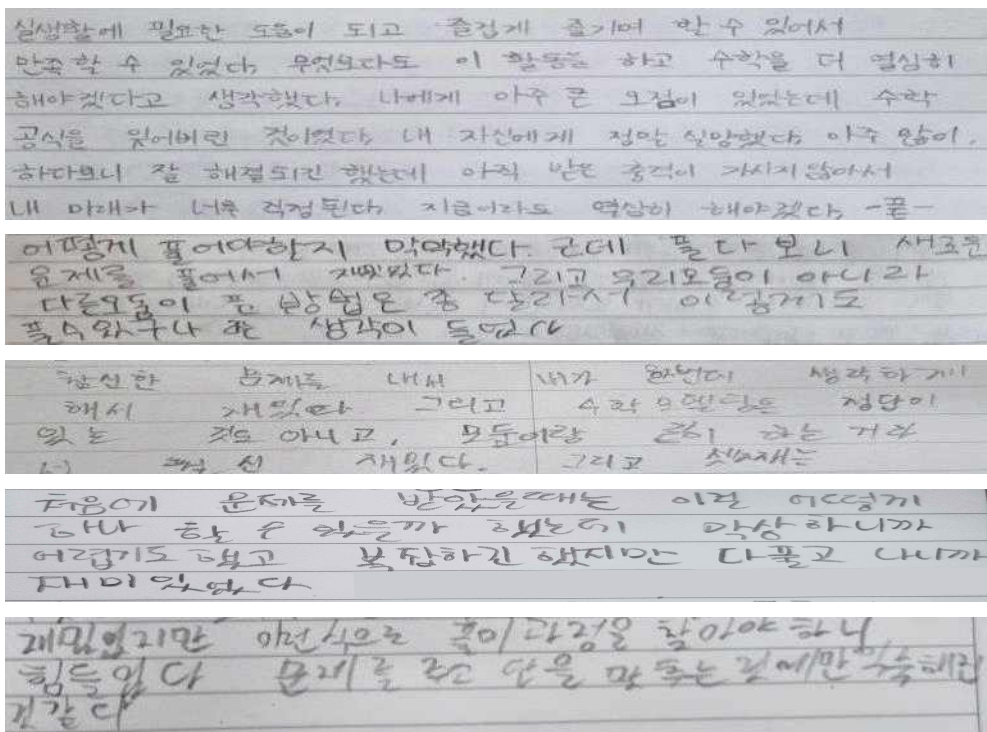 실생활에 필요한 도움이 되고 즐겁게 즐기며 할 수 있어서
만족할 수 있었다, 무엇보다도 이 활동을 하고 수학을 더 열심히
해야겠다고 생각했다, 나에게 아주 큰 오점이 있었는데 수학
공식을 잊어버린 것이였다, 내 자신에게 정말 실망했다, 아주 많이,
하다보니 잘 해결되긴 했는데 아직 받은 충격이 가시지 않아서
내 미래가 너무 걱정된다, 지금이라도 열심히 해야겠다, -끝-
어떻게 풀어야할지 막막했다. 근데 풀다 보니 새로운
문제를 풀어서 재밌었다. 그리고 우리모둠이 아니라
다른모둠이 푼 방법은 좀 달라서 이렇게도
풀수 있구나 라는 생각이 들었다
참신한 문제를 내서 내가 한번더 생각하게
해서 재밌었다. 그리고 수학모델링은 정답이
있는 것도 아니고, 모둠이랑 같이 하는 거라
재밌다. 그리고
처음에 문제를 받았을때는 이걸 어떻게
하나 할 수 있을까 했는데 막상하니까
어렵기도 했고 복잡하긴 했지만 다풀고 나니까
재미있었다
재밌었지만 이런식으로 풀이과정을 찾아야 하니
힘들었다 문제를 풀고 답을 맞추는 것에만 익숙해진
것같다